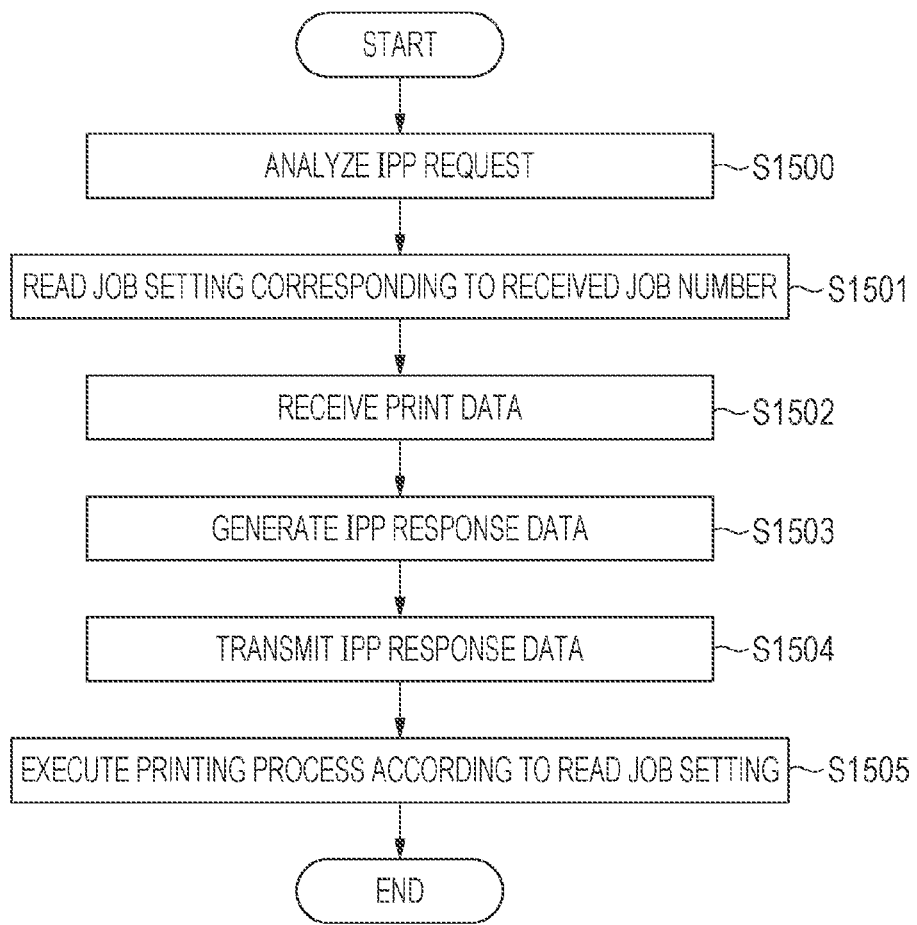 START
ANALYZE IPP REQUEST
S1500
READ JOB SETTING CORRESPONDING TO RECEIVED JOB NUMBER
S1501
RECEIVE PRINT DATA
S1502
GENERATE IPP RESPONSE DATA
S1503
TRANSMIT IPP RESPONSE DATA
S1504
EXECUTE PRINTING PROCESS ACCORDING TO READ JOB SETTING
S1505
END